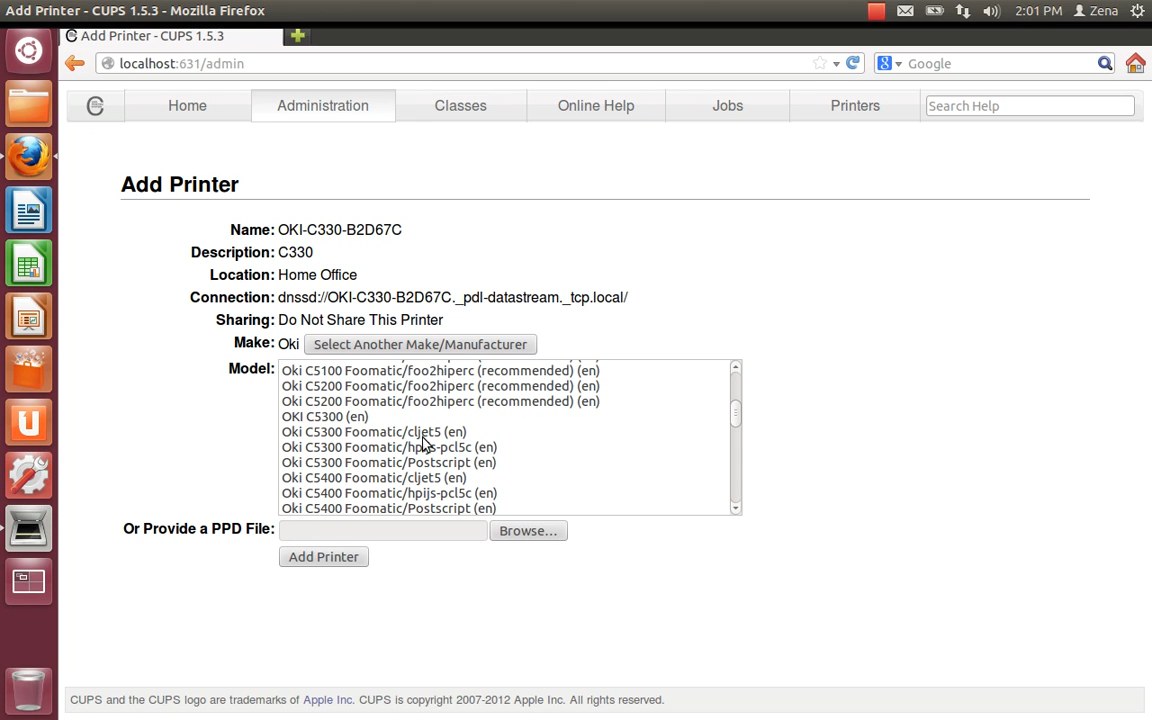 Add Printer - CUPS 1.5.3 - Mozilla Firefox
2:01 PM Zena
Add Printer - CUPS 1.5.3
localhost:631/admin
Google
Home Administration Classes Online Help Jobs Printers Search Help
Add Printer
Name: OKI-C330-B2D67C
Description: C330
Location: Home Office
Connection: dnssd://OKI-C330-B2D67C._pdl-datastream._tcp.local/
Sharing: Do Not Share This Printer
Make: Oki Select Another Make/Manufacturer
Model:
Oki C5100 Foomatic/foo2hiperc (recommended) (en)
Oki C5200 Foomatic/foo2hiperc (recommended) (en)
Oki C5200 Foomatic/foo2hiperc (recommended) (en)
OKI C5300 (en)
Oki C5300 Foomatic/cljet5 (en)
Oki C5300 Foomatic/hpijs-pcl5c (en)
Oki C5300 Foomatic/Postscript (en)
Oki C5400 Foomatic/cljet5 (en)
Oki C5400 Foomatic/hpijs-pcl5c (en)
Oki C5400 Foomatic/Postscript (en)
Or Provide a PPD File: Browse...
Add Printer
CUPS and the CUPS logo are trademarks of Apple Inc. CUPS is copyright 2007-2012 Apple Inc. All rights reserved.